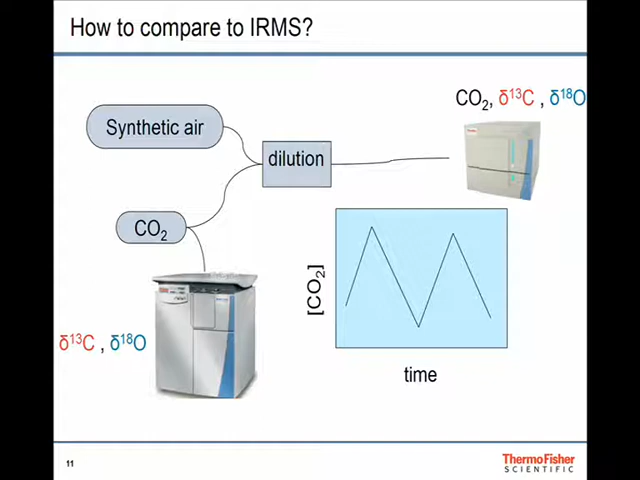 How to compare to IRMS?
CO₂, δ¹³C , δ¹⁸O
Synthetic air
dilution
CO₂
[CO₂]
δ¹³C , δ¹⁸O
time
11
ThermoFisher
SCIENTIFIC